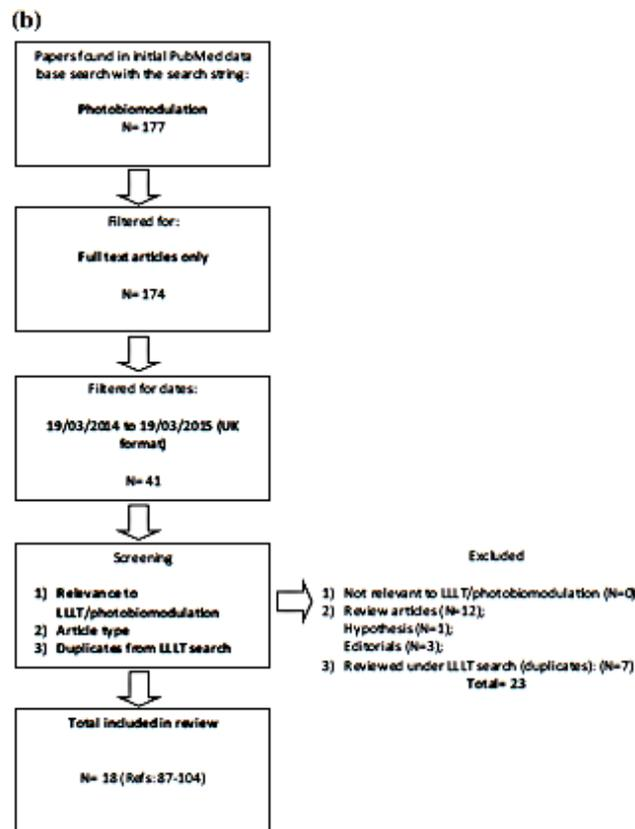 (b)
Papers found in initial PubMed data
base search with the search string:
Photobiomodulation
N= 177
Filtered for:
Full text articles only
N= 174
Filtered for dates:
19/03/2014 to 19/03/2015 (UK
format)
N= 41
Screening
1) Relevance to
LLLT/photobiomodulation
2) Article type
3) Duplicates from LLLT search
Excluded
1) Not relevant to LLLT/photobiomodulation (N=0)
2) Review articles (N=12);
Hypothesis (N=1);
Editorials (N=3);
3) Reviewed under LLLT search (duplicates): (N=7)
Total= 23
Total included in review
N= 18 (Refs: 87-104)